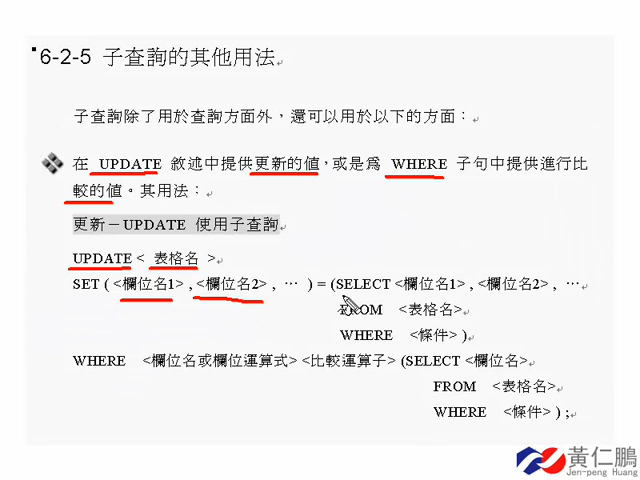 6-2-5 子查詢的其他用法
子查詢除了用於查詢方面外，還可以用於以下的方面：
在 UPDATE 敘述中提供更新的值，或是為 WHERE 子句中提供進行比
較的值。其用法：
更新－UPDATE 使用子查詢
UPDATE < 表格名 >
SET ( <欄位名1> , <欄位名2> , … ) = (SELECT <欄位名1> , <欄位名2> , …
FROM <表格名>
WHERE <條件> )
WHERE <欄位名或欄位運算式> <比較運算子> (SELECT <欄位名>
FROM <表格名>
WHERE <條件> ) ;
黃仁鵬
Jen-peng Huang